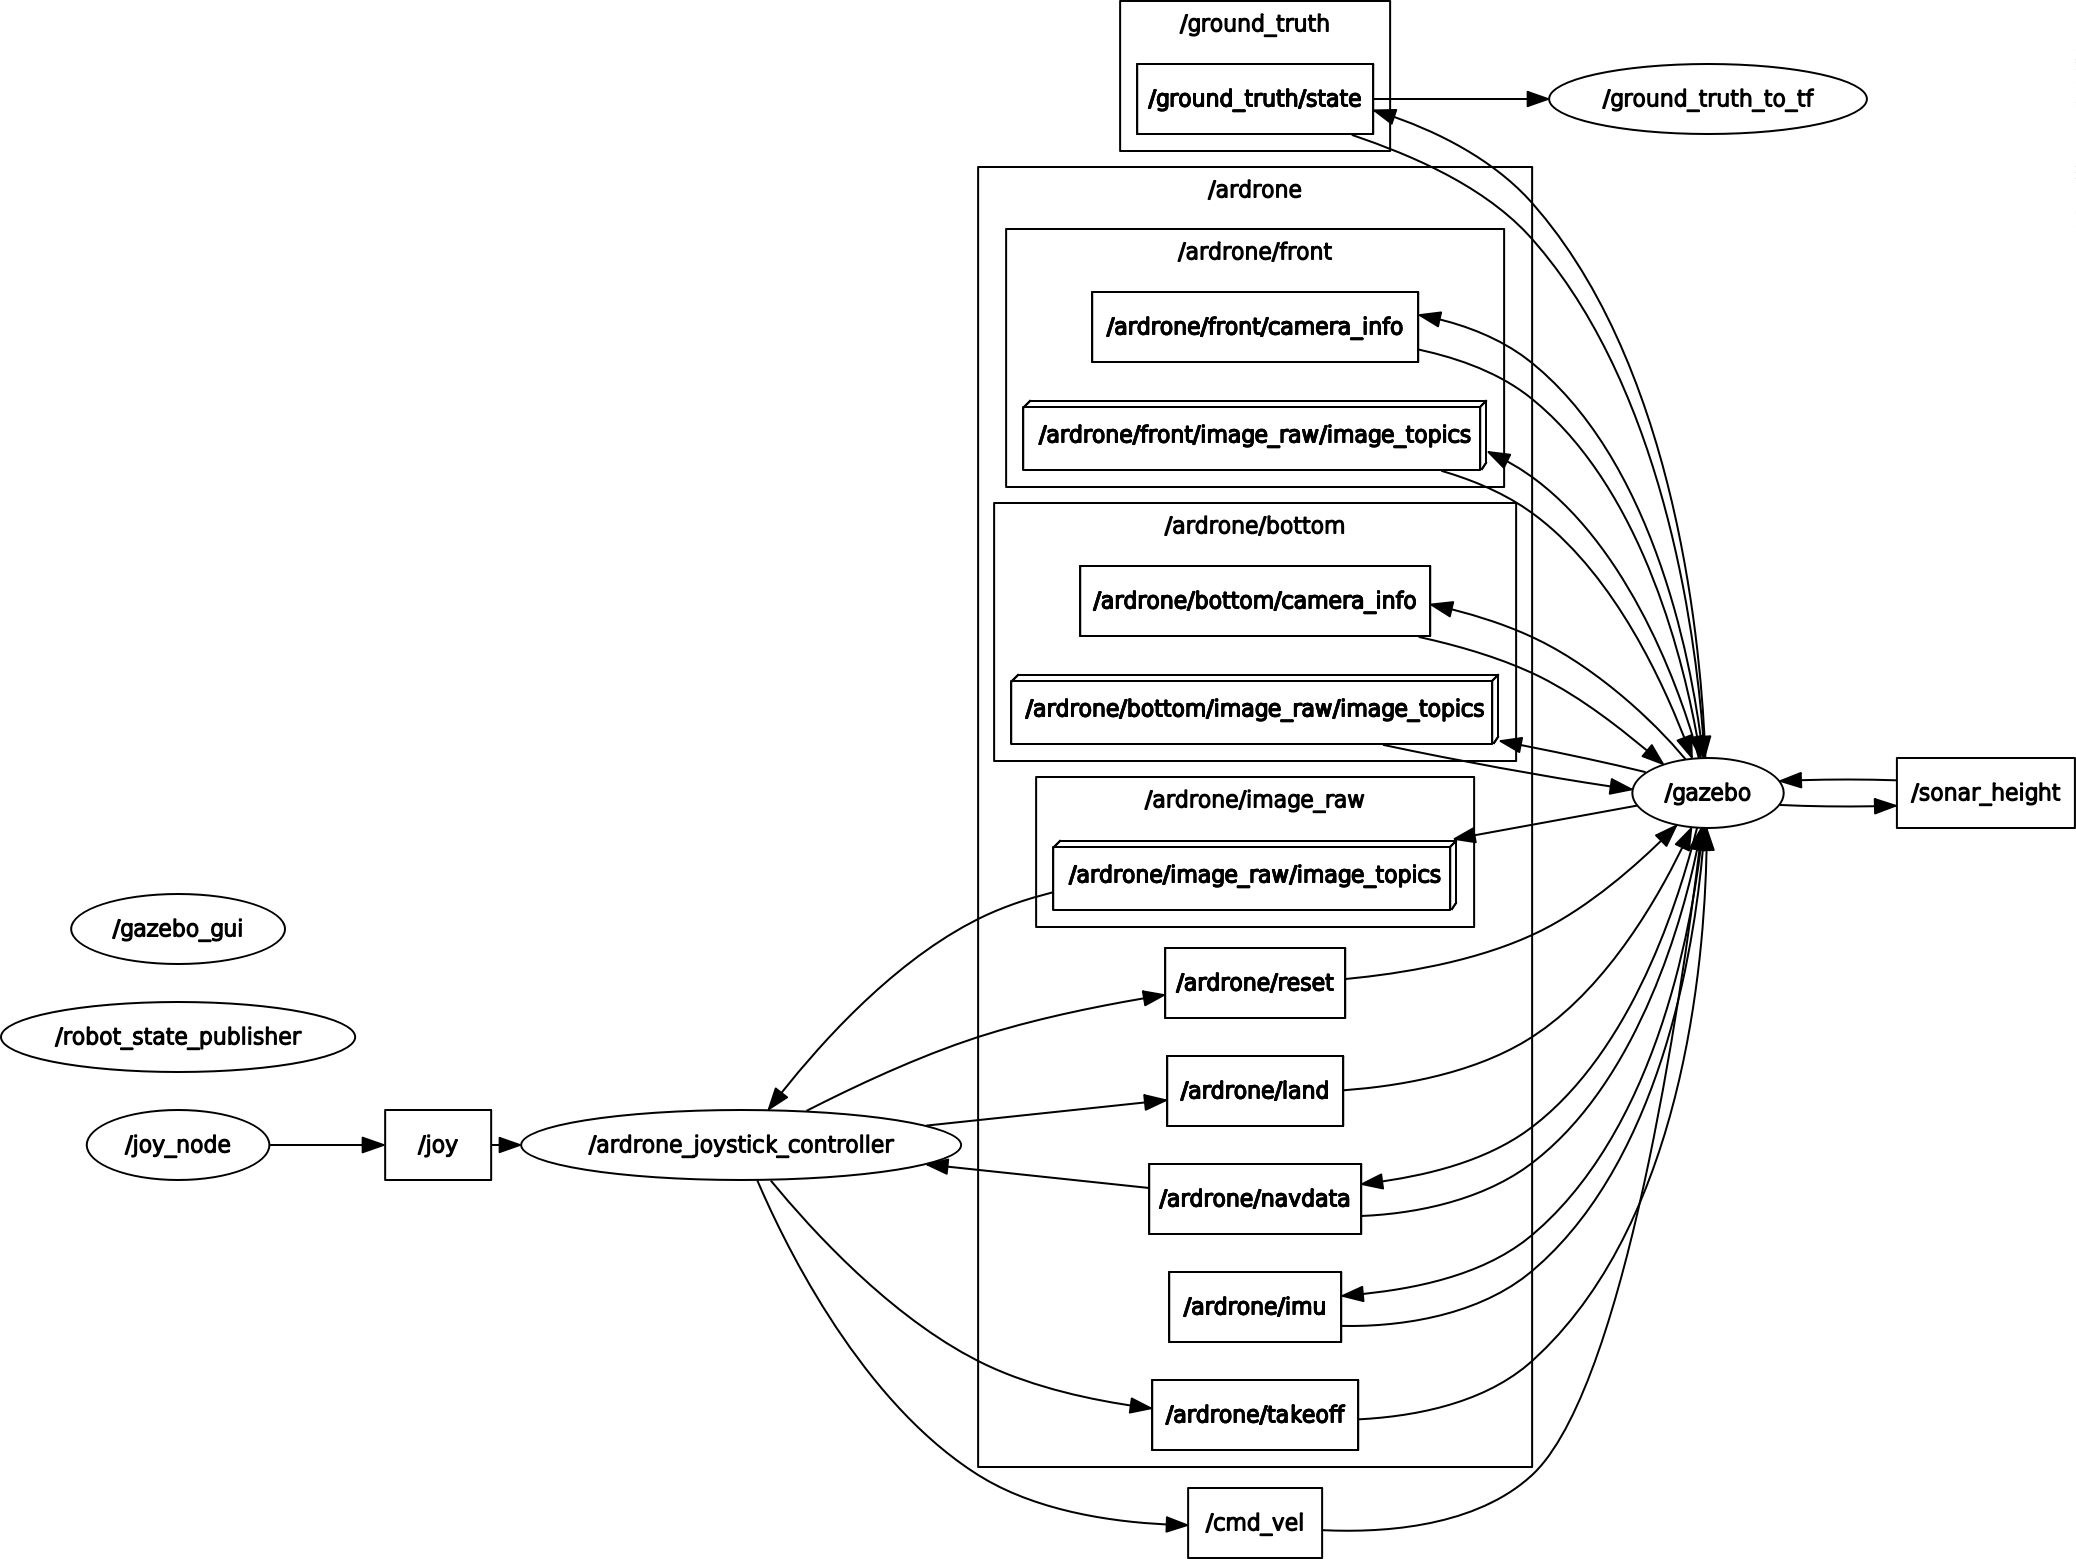 /ground_truth
/ground_truth/state
/ground_truth_to_tf
/ardrone
/ardrone/front
/ardrone/front/camera_info
/ardrone/front/image_raw/image_topics
/ardrone/bottom
/ardrone/bottom/camera_info
/ardrone/bottom/image_raw/image_topics
/gazebo
/sonar_height
/ardrone/image_raw
/ardrone/image_raw/image_topics
/gazebo_gui
/ardrone/reset
/robot_state_publisher
/ardrone/land
/joy_node
/joy
/ardrone_joystick_controller
/ardrone/navdata
/ardrone/imu
/ardrone/takeoff
/cmd_vel